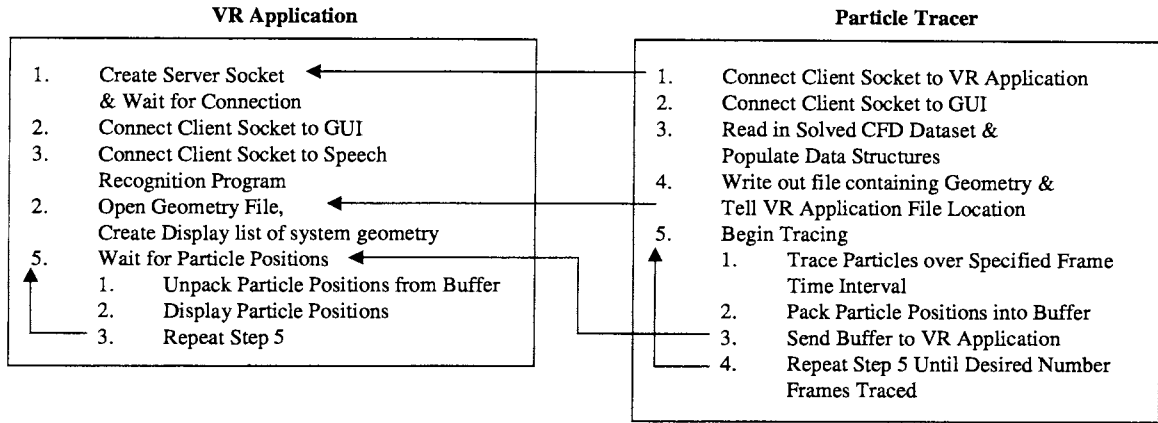 VR Application
1. Create Server Socket
& Wait for Connection
2. Connect Client Socket to GUI
3. Connect Client Socket to Speech
Recognition Program
2. Open Geometry File,
Create Display list of system geometry
5. Wait for Particle Positions
1. Unpack Particle Positions from Buffer
2. Display Particle Positions
3. Repeat Step 5
Particle Tracer
1. Connect Client Socket to VR Application
2. Connect Client Socket to GUI
3. Read in Solved CFD Dataset &
Populate Data Structures
4. Write out file containing Geometry &
Tell VR Application File Location
5. Begin Tracing
1. Trace Particles over Specified Frame
Time Interval
2. Pack Particle Positions into Buffer
3. Send Buffer to VR Application
4. Repeat Step 5 Until Desired Number
Frames Traced